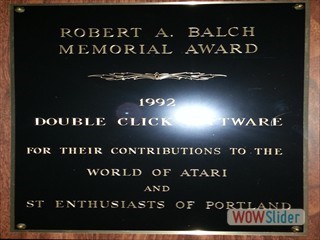 ROBERT A. BALCH
MEMORIAL AWARD
1992
DOUBLE CLICK SOFTWARE
FOR THEIR CONTRIBUTIONS TO THE
WORLD OF ATARI
AND
ST ENTHUSIASTS OF PORTLAND
WOWSlider